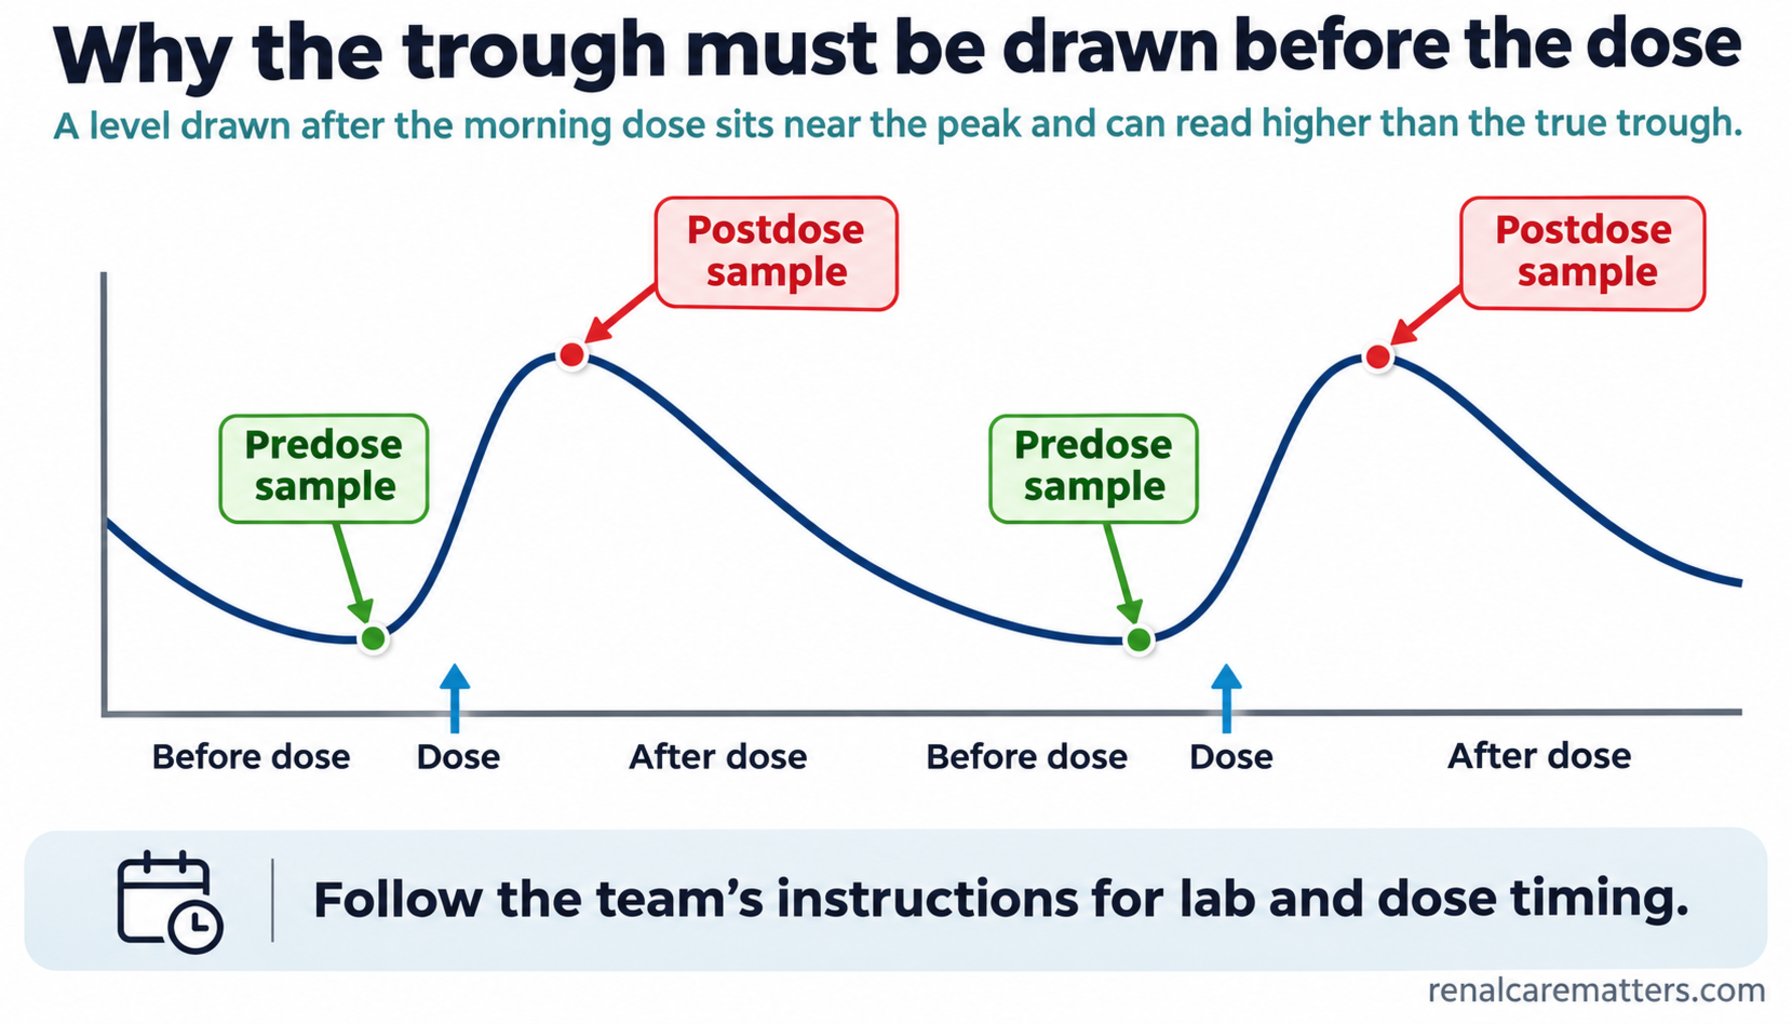 Why the trough must be drawn before the dose
A level drawn after the morning dose sits near the peak and can read higher than the true trough.
Postdose
sample
Postdose
sample
Predose
sample
Predose
sample
Before dose
Dose
After dose
Before dose
Dose
After dose
Follow the team’s instructions for lab and dose timing.
renalcarematters.com